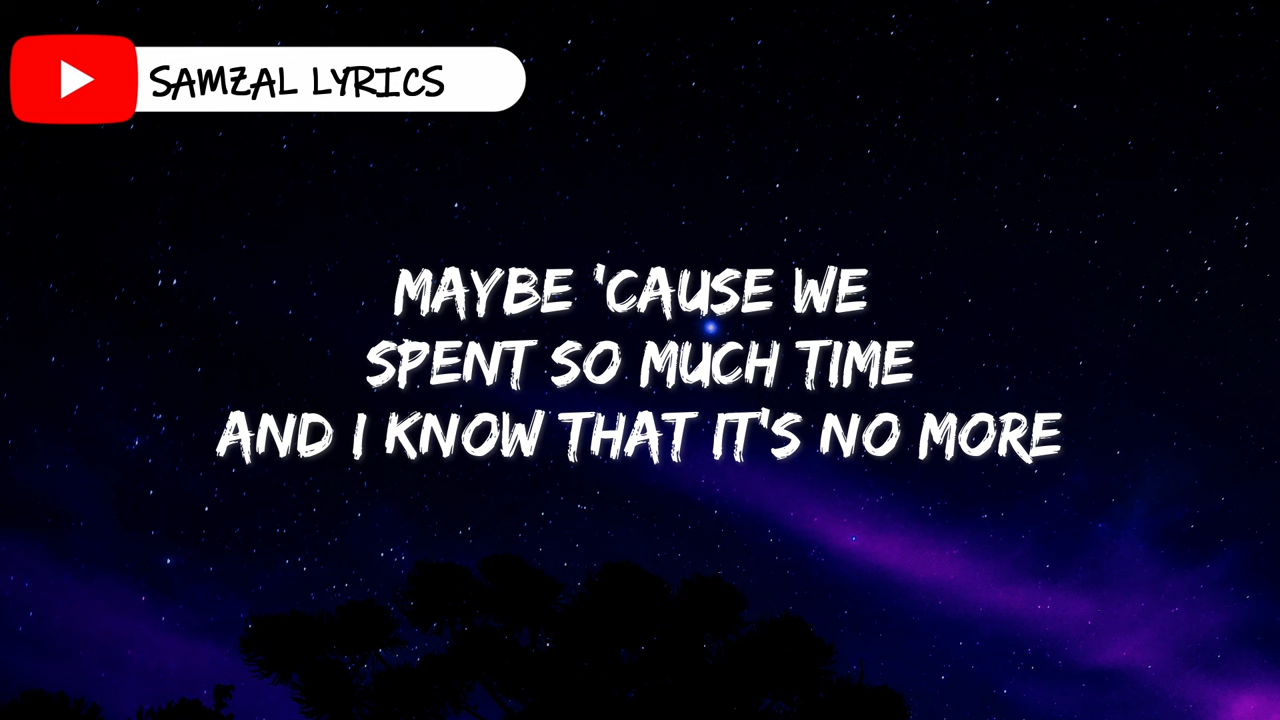 SAMZAL LYRICS
MAYBE 'CAUSE WE
SPENT SO MUCH TIME
AND I KNOW THAT IT'S NO MORE